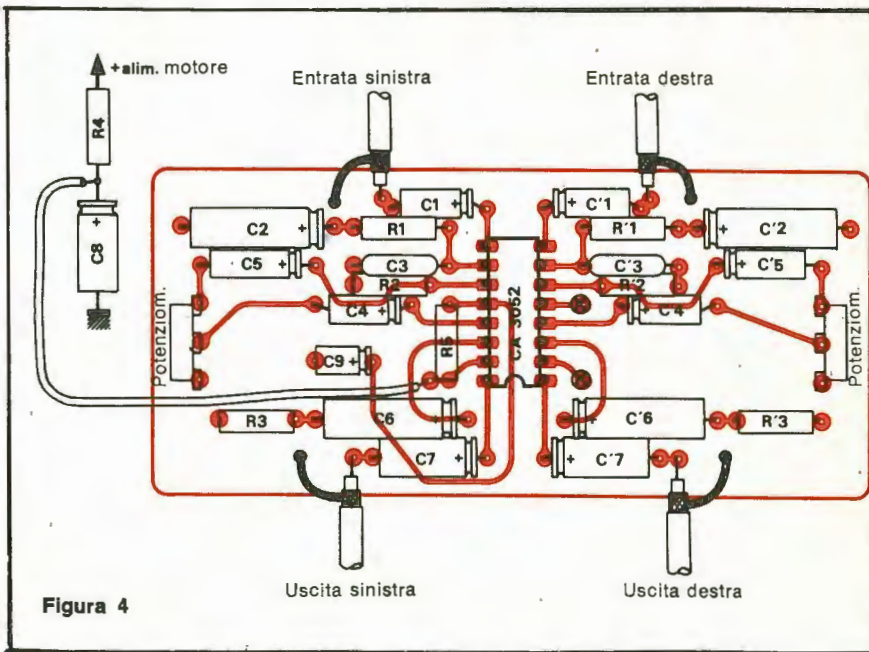 +alim. motore
R4
C8
+
Entrata sinistra
Entrata destra
C1
+
+
C'1
C2
+
R1
R'1
+
C'2
C5
+
C3
C'3
+
C'5
R2
R'2
C4
+
+
C'4
Potenziom.
Potenziom.
R5
CA 3052
C9
+
R3
C6
+
+
C'6
R'3
C7
+
+
C'7
Uscita sinistra
Uscita destra
Figura 4